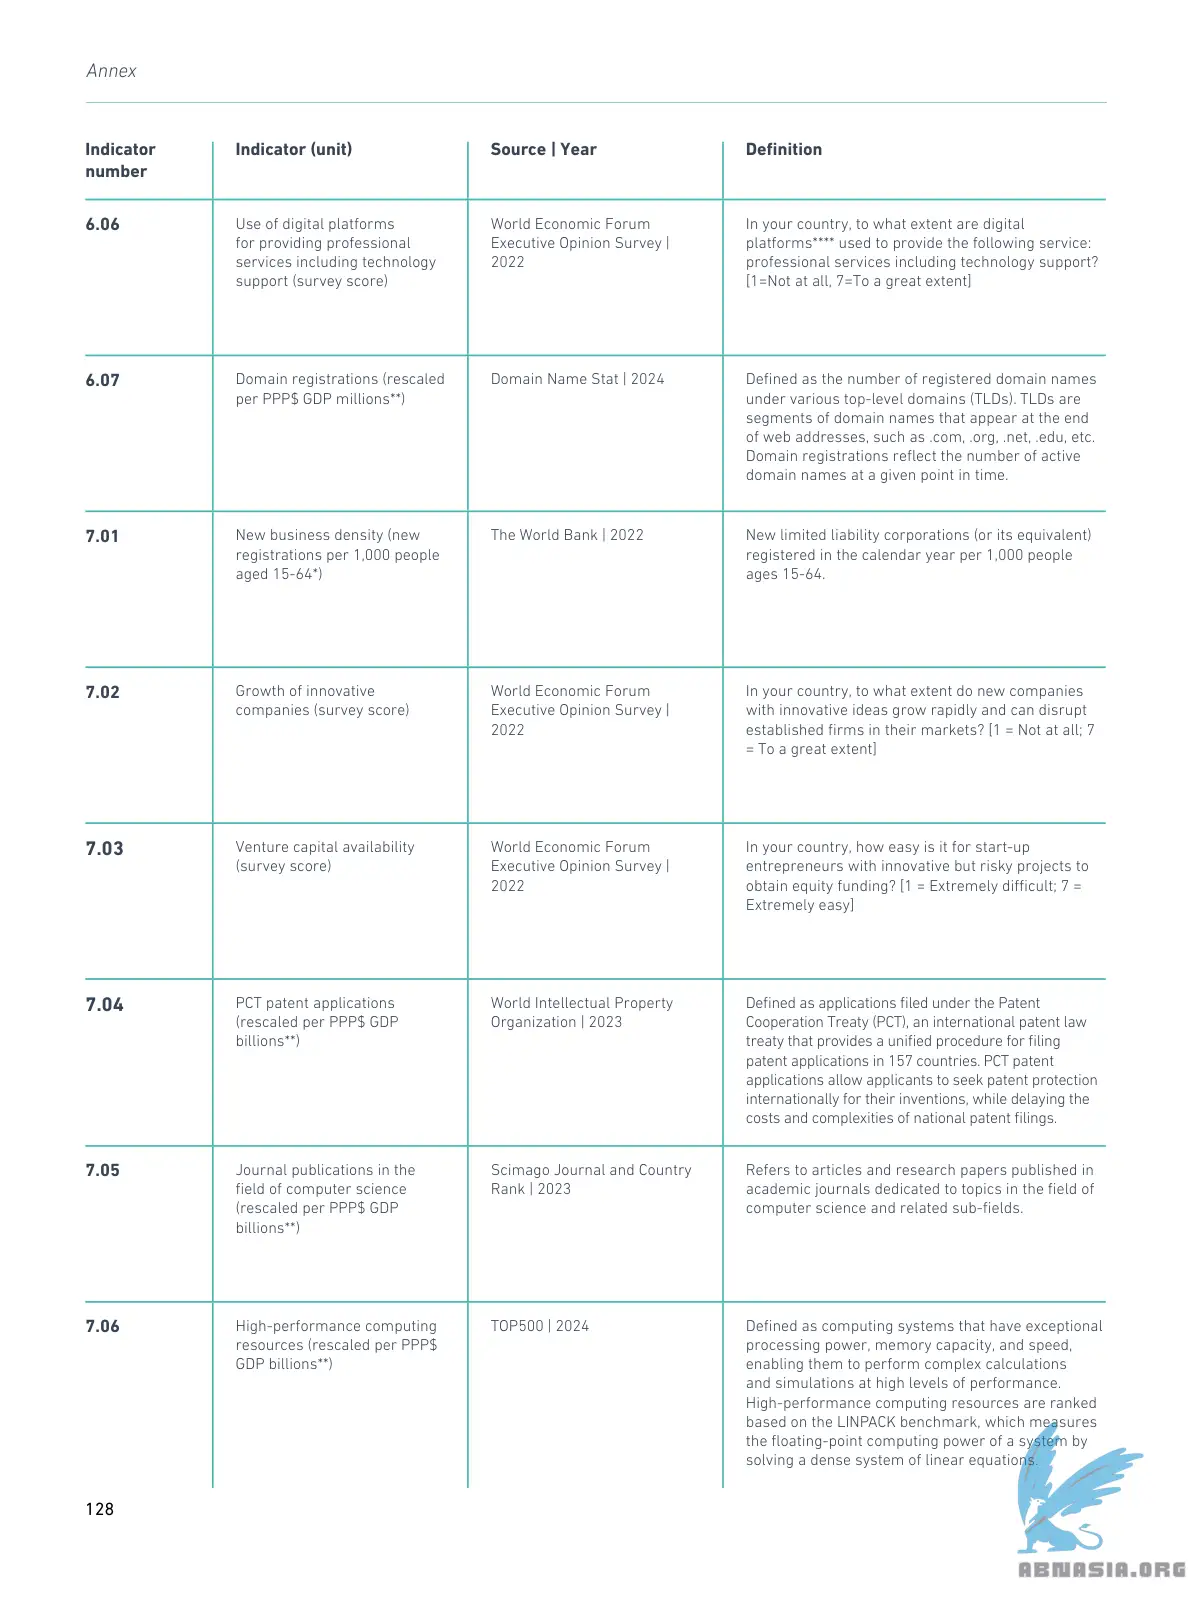 Annex
Indicator
number
Indicator (unit)
Source | Year
Definition
6.06
Use of digital platforms
for providing professional
services including technology
support (survey score)
World Economic Forum
Executive Opinion Survey |
2022
In your country, to what extent are digital
platforms**** used to provide the following service:
professional services including technology support?
[1=Not at all, 7=To a great extent]
6.07
Domain registrations (rescaled
per PPP$ GDP millions**)
Domain Name Stat | 2024
Defined as the number of registered domain names
under various top-level domains (TLDs). TLDs are
segments of domain names that appear at the end
of web addresses, such as .com, .org, .net, .edu, etc.
Domain registrations reflect the number of active
domain names at a given point in time.
7.01
New business density (new
registrations per 1,000 people
aged 15-64*)
The World Bank | 2022
New limited liability corporations (or its equivalent)
registered in the calendar year per 1,000 people
ages 15-64.
7.02
Growth of innovative
companies (survey score)
World Economic Forum
Executive Opinion Survey |
2022
In your country, to what extent do new companies
with innovative ideas grow rapidly and can disrupt
established firms in their markets? [1 = Not at all; 7
= To a great extent]
7.03
Venture capital availability
(survey score)
World Economic Forum
Executive Opinion Survey |
2022
In your country, how easy is it for start-up
entrepreneurs with innovative but risky projects to
obtain equity funding? [1 = Extremely difficult; 7 =
Extremely easy]
7.04
PCT patent applications
(rescaled per PPP$ GDP
billions**)
World Intellectual Property
Organization | 2023
Defined as applications filed under the Patent
Cooperation Treaty (PCT), an international patent law
treaty that provides a unified procedure for filing
patent applications in 157 countries. PCT patent
applications allow applicants to seek patent protection
internationally for their inventions, while delaying the
costs and complexities of national patent filings.
7.05
Journal publications in the
field of computer science
(rescaled per PPP$ GDP
billions**)
Scimago Journal and Country
Rank | 2023
Refers to articles and research papers published in
academic journals dedicated to topics in the field of
computer science and related sub-fields.
7.06
High-performance computing
resources (rescaled per PPP$
GDP billions**)
TOP500 | 2024
Defined as computing systems that have exceptional
processing power, memory capacity, and speed,
enabling them to perform complex calculations
and simulations at high levels of performance.
High-performance computing resources are ranked
based on the LINPACK benchmark, which measures
the floating-point computing power of a system by
solving a dense system of linear equations.
128
ABNASIA.ORG